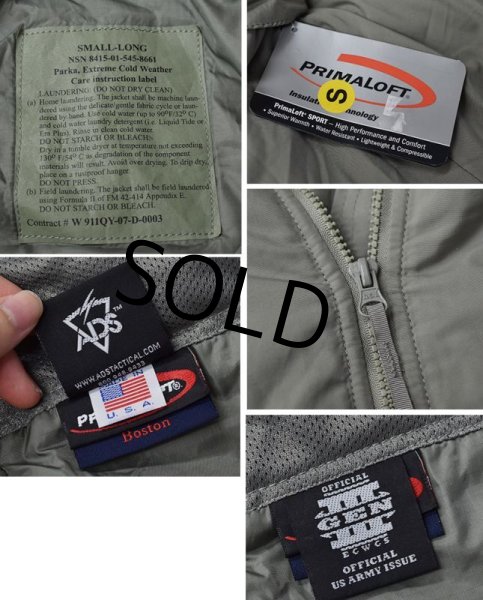 SMALL-LONG
NSN 8415-01-545-8661
Parka, Extreme Cold Weather
Care instruction label
1. LAUNDERING: (DO NOT DRY CLEAN)
(a) Home laundering. The jacket shall be machine laun-
dered using the delicate/gentle fabric cycle or laun-
dered by hand. Use cold water (up to 90°F/32° C)
and cold water laundry detergent (i.e. Liquid Tide or
Era Plus). Rinse to clean cold water.
DO NOT STARCH OR BLEACH:
Dry in a tumble dryer at temperature not exceeding
130° F/54° C as degradation of the component
materials will result. Avoid over drying. To drip dry,
place on a rustproof hanger.
DO NOT PRESS.
(b) Field laundering. The jacket shall be field laundered
using Formula II of FM 42-414 Appendix E.
DO NOT STARCH OR BLEACH.
Contract # W 911QY-07-D-0003
PRIMALOFT®
S
PrimaLoft® SPORT – High Performance and Comfort
• Superior Warmth • Water Resistant • Lightweight & Compressible
SOLD
ADS™
WWW.ADSTACTICAL.COM
800.948.9433
U.S.A.
Boston
OFFICIAL
III
GEN
III
ECWCS
OFFICIAL
US ARMY ISSUE